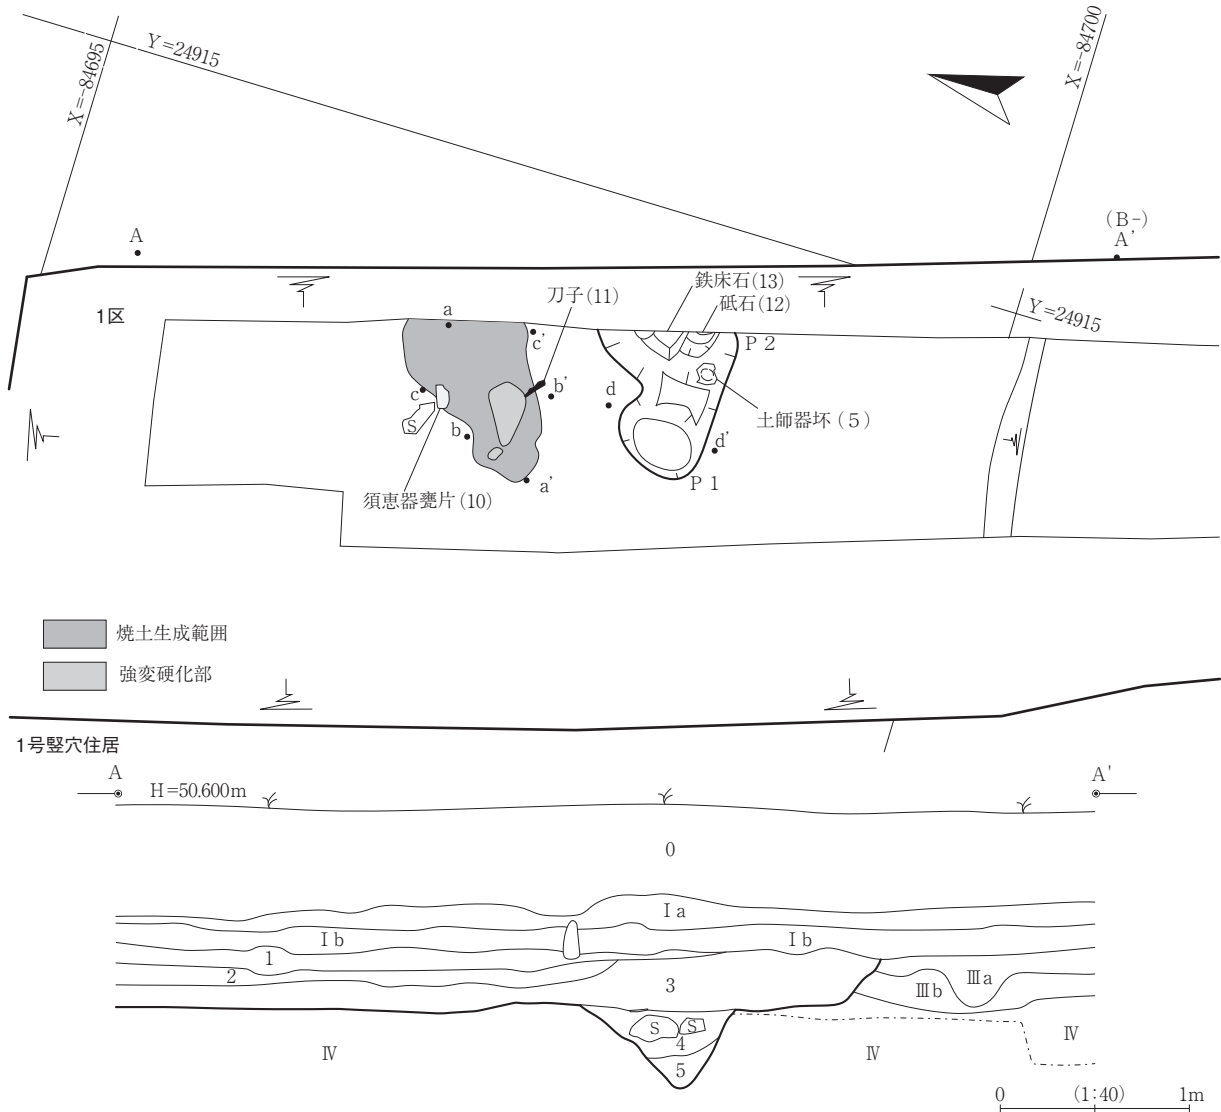 X=-84695
Y=24915
X=-84700
A
(B-)
A'
鉄床石(13)
砥石(12)
刀子(11)
1区
a
c'
P 2
Y=24915
c
b'
d
土師器坏(5)
S
b
d'
a'
P 1
須恵器甕片(10)
焼土生成範囲
強変硬化部
1号竪穴住居
A
H=50.600m
A'
0
Ⅰa
Ⅰb
Ⅰb
1
2
3
Ⅲa
Ⅲb
S
S
4
Ⅳ
Ⅳ
Ⅳ
5
0 (1:40) 1m